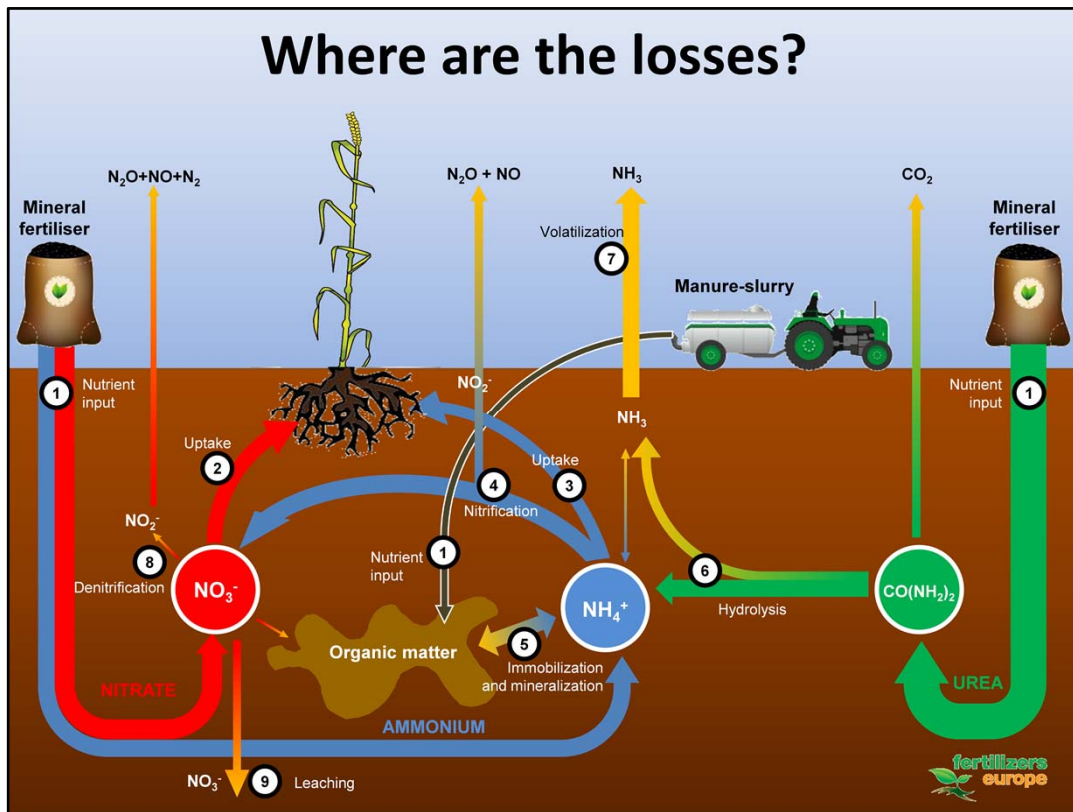 Where are the losses?
N₂O+NO+N₂
N₂O + NO
NH₃
CO₂
Mineral
fertiliser
Volatilization
7
Mineral
fertiliser
Manure-slurry
1
Nutrient
input
NO₂⁻
NH₃
Nutrient
input
1
Uptake
2
Uptake
4
3
Nitrification
NO₂⁻
8
Denitrification
NO₃⁻
Nutrient
input
1
NH₄⁺
6
Hydrolysis
CO(NH₂)₂
Organic matter
5
Immobilization
and mineralization
NITRATE
AMMONIUM
UREA
NO₃⁻
9
Leaching
fertilizers
europe